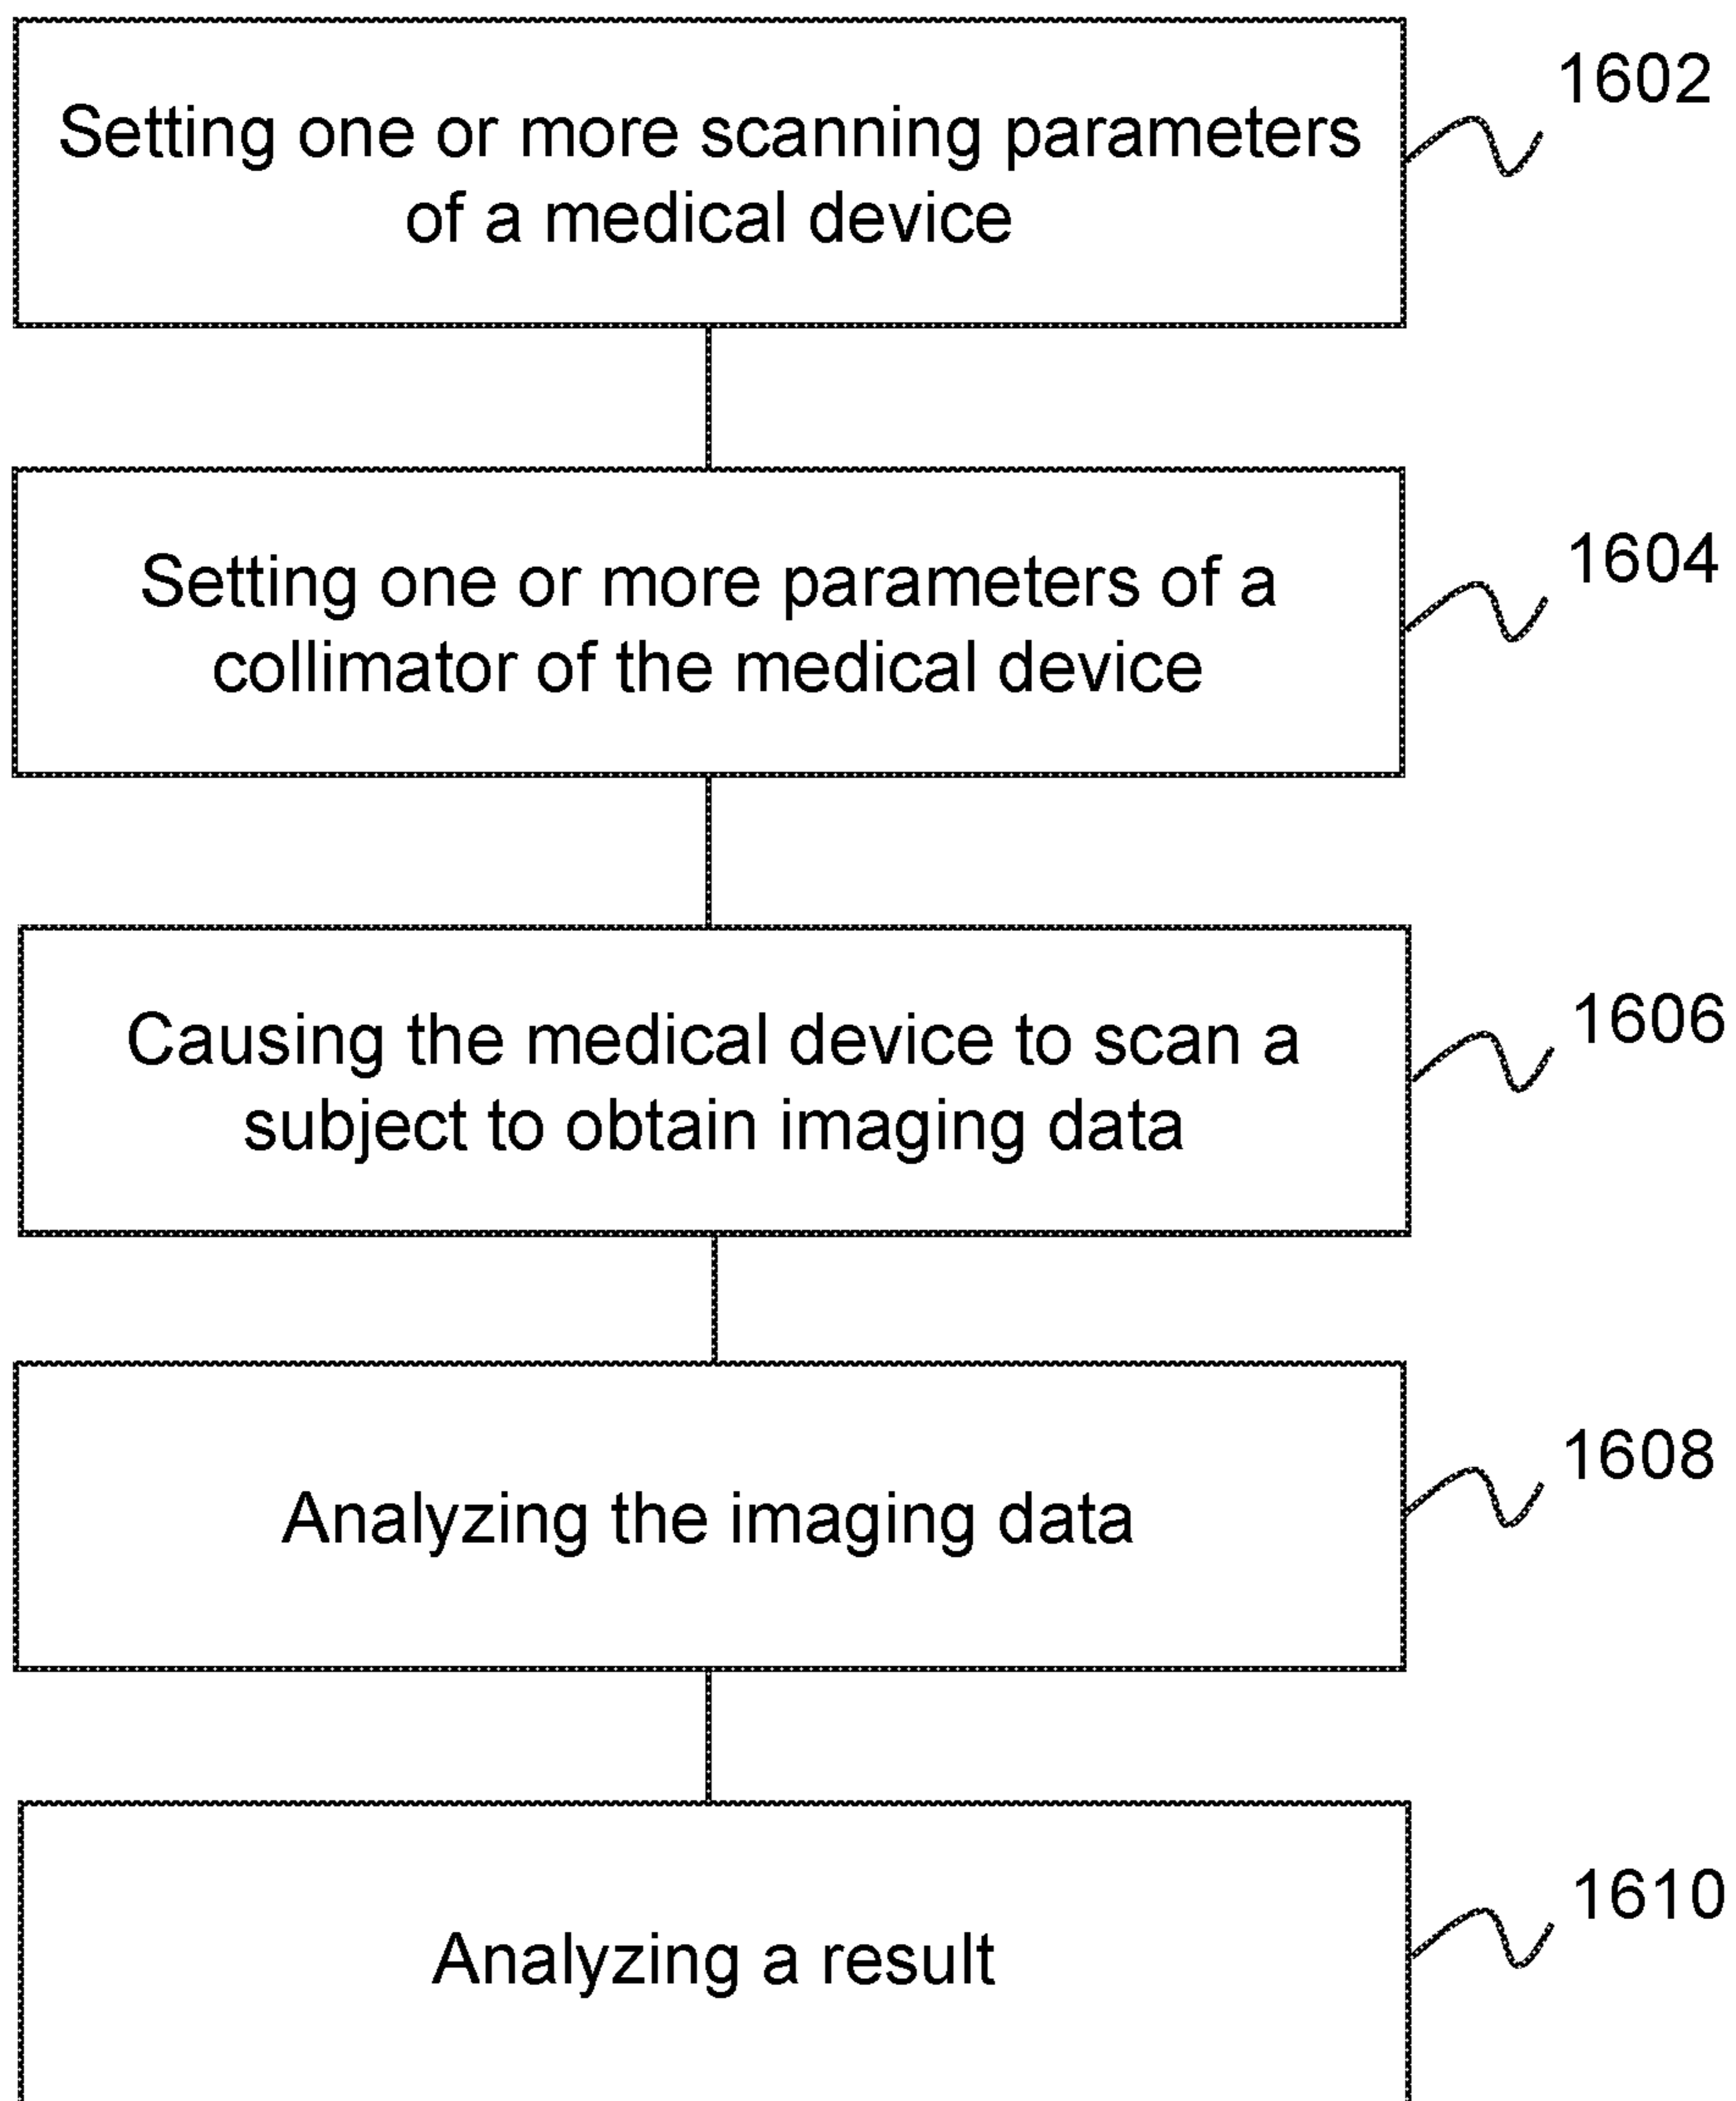 Setting one or more scanning parameters
of a medical device
1602
Setting one or more parameters of a
collimator of the medical device
1604
Causing the medical device to scan a
subject to obtain imaging data
1606
Analyzing the imaging data
1608
Analyzing a result
1610